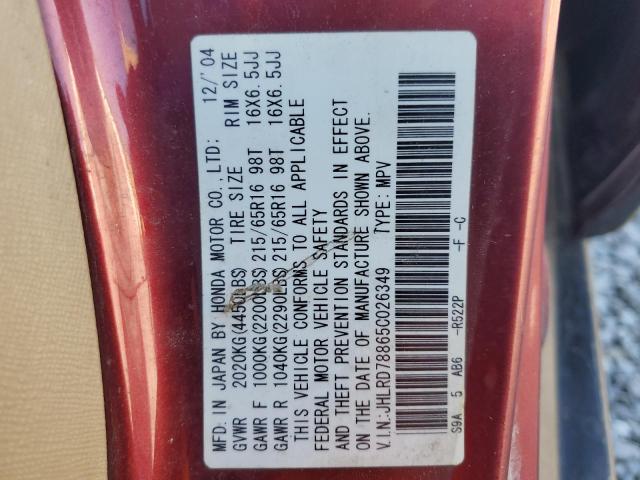 MFD. IN JAPAN BY HONDA MOTOR CO.,LTD: 12/'04
GVWR 2020KG(4450LBS) TIRE SIZE RIM SIZE
GAWR F 1000KG(2200LBS) 215/65R16 98T 16X6.5JJ
GAWR R 1040KG(2290LBS) 215/65R16 98T 16X6.5JJ
THIS VEHICLE CONFORMS TO ALL APPLICABLE
FEDERAL MOTOR VEHICLE SAFETY
AND THEFT PREVENTION STANDARDS IN EFFECT
ON THE DATE OF MANUFACTURE SHOWN ABOVE.
V.IN:JHLRD78865C026349 TYPE: MPV
S9A 5 AB6 -R522P -F -C